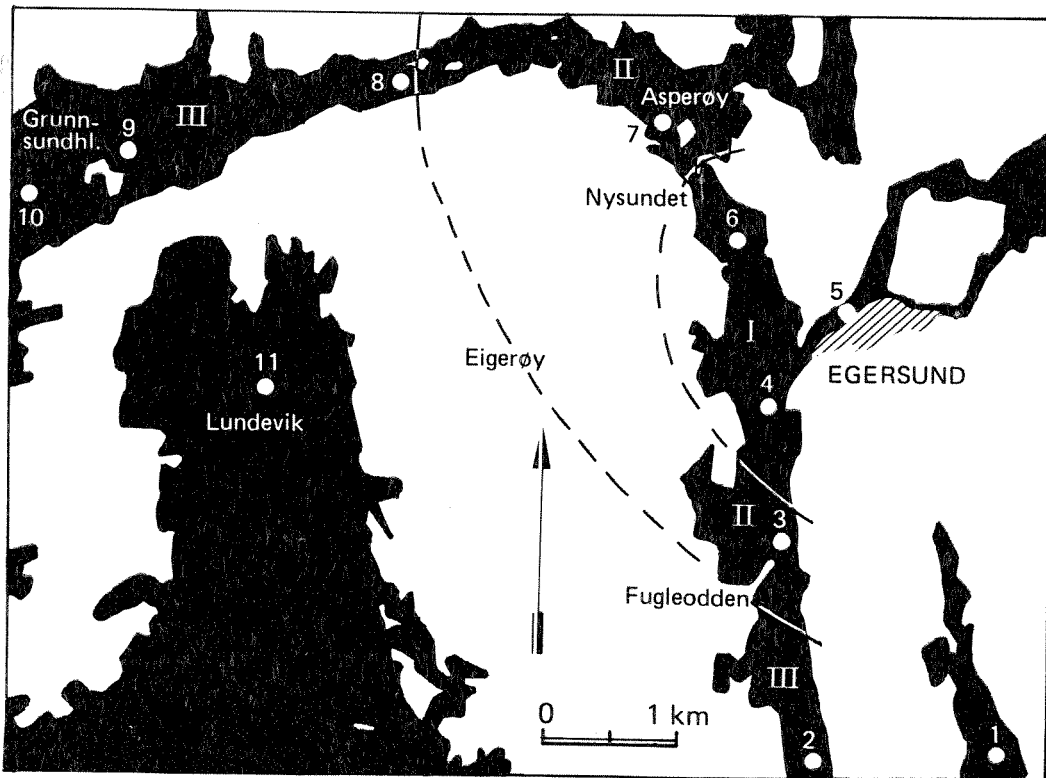 8
II
Asperøy
III
Grunn-
sundhl.
9
7
10
Nysundet
6
5
I
Eigerøy
11
EGERSUND
4
Lundevik
II
3
Fugleodden
III
0 1 km
2
1